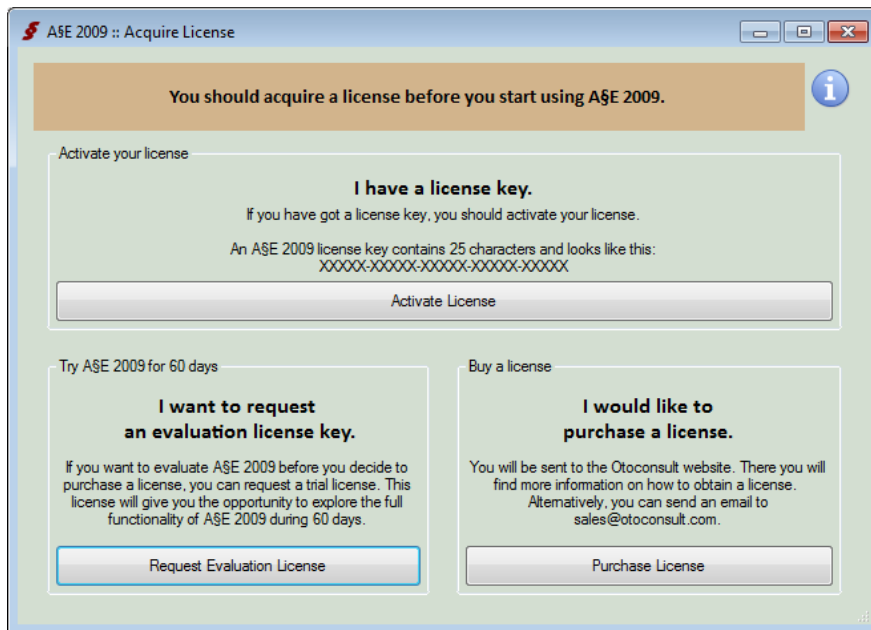 A§E 2009 :: Acquire License
You should acquire a license before you start using A§E 2009.
Activate your license
I have a license key.
If you have got a license key, you should activate your license.
An A§E 2009 license key contains 25 characters and looks like this:
XXXXX-XXXXX-XXXXX-XXXXX-XXXXX
Activate License
Try A§E 2009 for 60 days
I want to request
an evaluation license key.
If you want to evaluate A§E 2009 before you decide to
purchase a license, you can request a trial license. This
license will give you the opportunity to explore the full
functionality of A§E 2009 during 60 days.
Request Evaluation License
Buy a license
I would like to
purchase a license.
You will be sent to the Otoconsult website. There you will
find more information on how to obtain a license.
Alternatively, you can send an email to
sales@otoconsult.com.
Purchase License